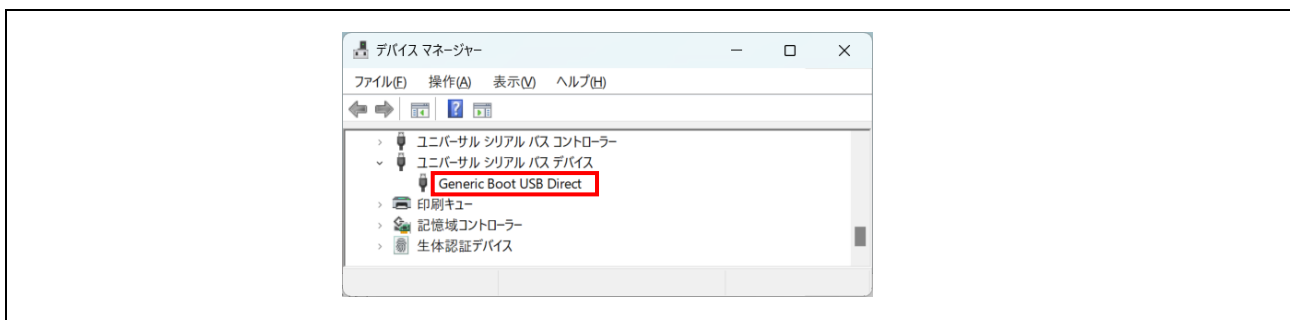 デバイス マネージャー
ファイル(F) 操作(A) 表示(V) ヘルプ(H)
ユニバーサル シリアル バス コントローラー
ユニバーサル シリアル バス デバイス
Generic Boot USB Direct
印刷キュー
記憶域コントローラー
生体認証デバイス